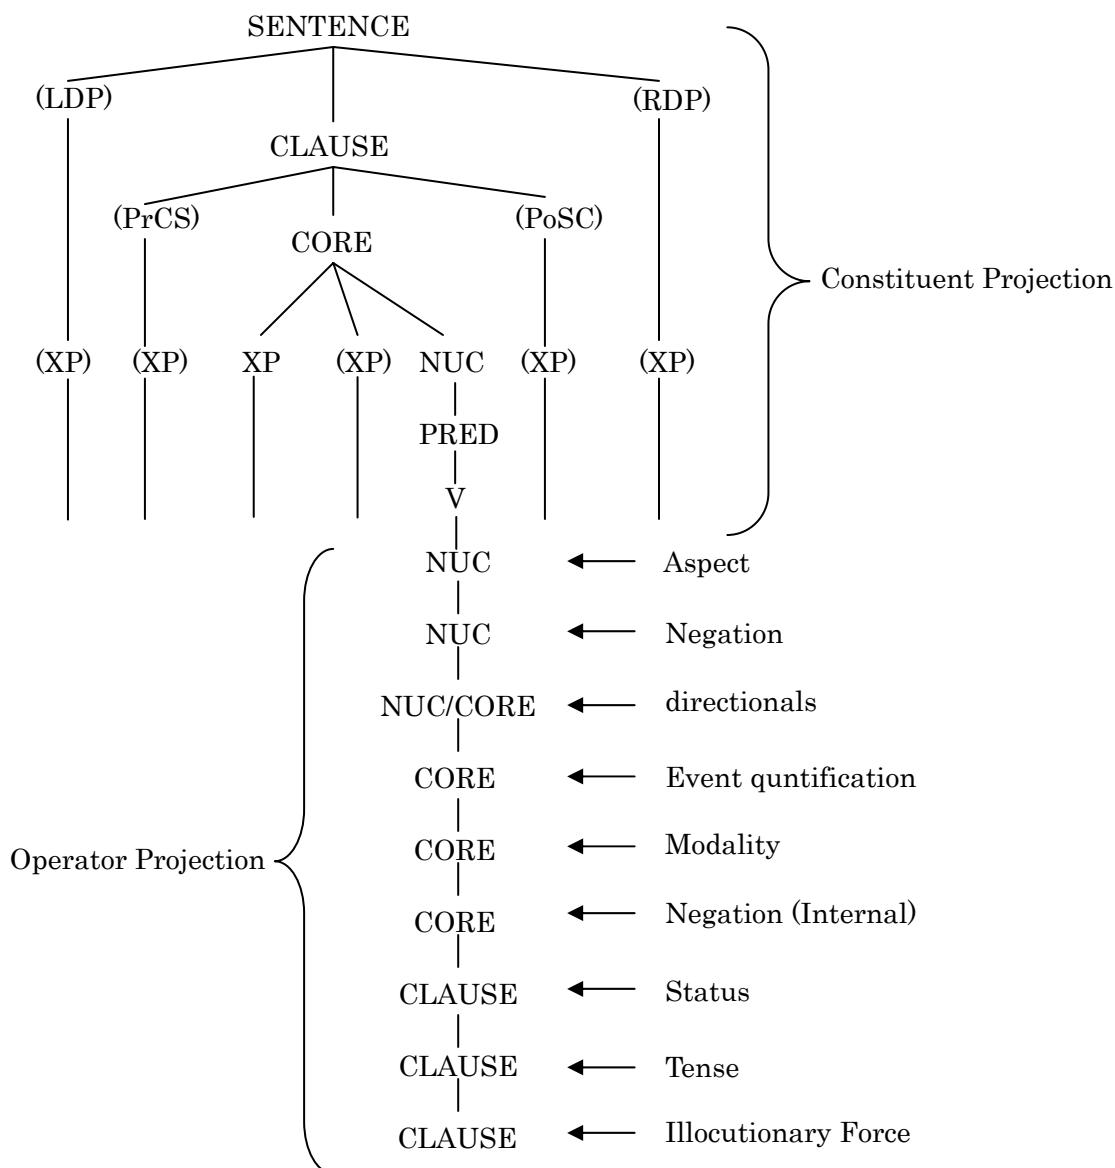 SENTENCE
(LDP) (RDP)
CLAUSE
(PrCS) (PoSC)
CORE
Constituent Projection
(XP) (XP) XP (XP) NUC (XP) (XP)
PRED
V
NUC Aspect
NUC Negation
NUC/CORE directionals
CORE Event quntification
CORE Modality
Operator Projection
CORE Negation (Internal)
CLAUSE Status
CLAUSE Tense
CLAUSE Illocutionary Force